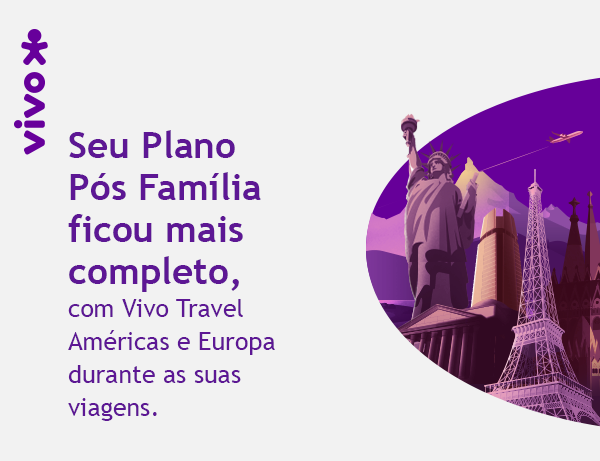 vivo
Seu Plano
Pós Família
ficou mais
completo,
com Vivo Travel
Américas e Europa
durante as suas
viagens.